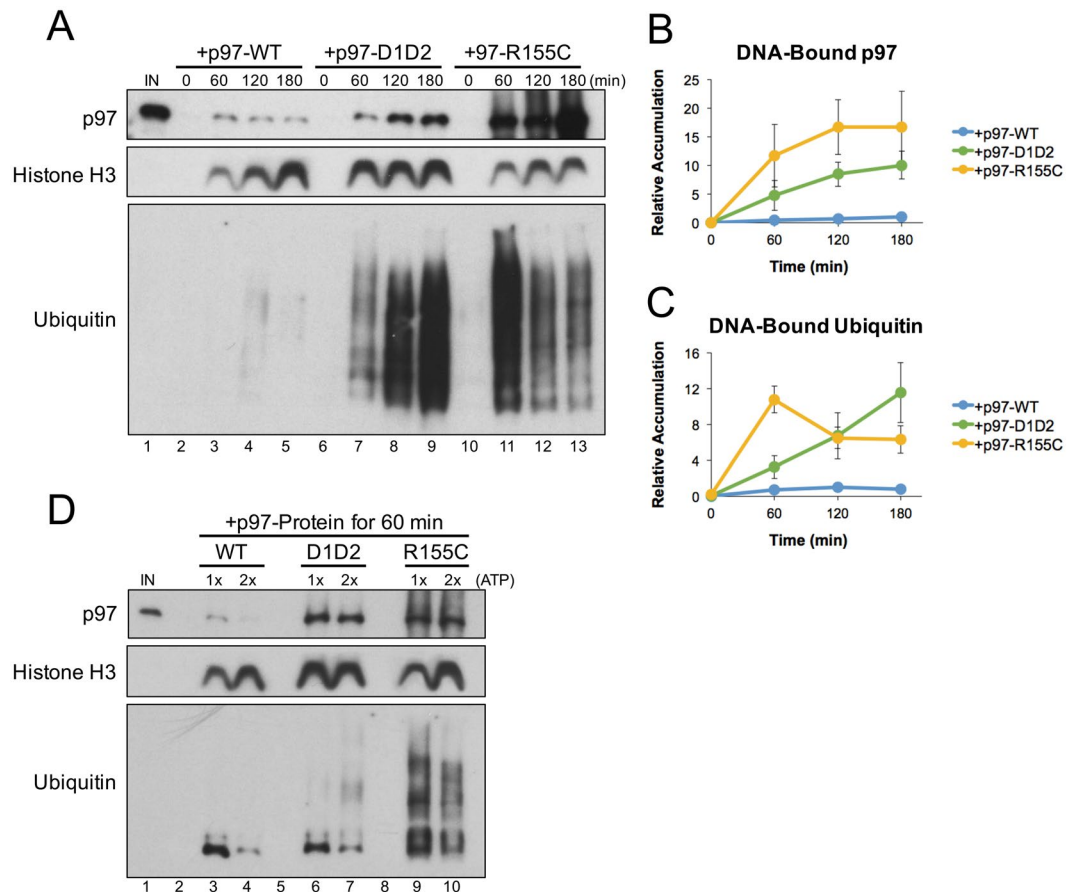 A
+p97-WT +p97-D1D2 +97-R155C
IN 0 60 120 180 0 60 120 180 0 60 120 180 (min)
p97
Histone H3
Ubiquitin
1 2 3 4 5 6 7 8 9 10 11 12 13
B
DNA-Bound p97
Relative Accumulation
25
20
15
10
5
0
0 60 120 180
Time (min)
+p97-WT
+p97-D1D2
+p97-R155C
C
DNA-Bound Ubiquitin
Relative Accumulation
16
12
8
4
0
0 60 120 180
Time (min)
+p97-WT
+p97-D1D2
+p97-R155C
D
+p97-Protein for 60 min
WT D1D2 R155C
IN 1x 2x 1x 2x 1x 2x (ATP)
p97
Histone H3
Ubiquitin
1 2 3 4 5 6 7 8 9 10